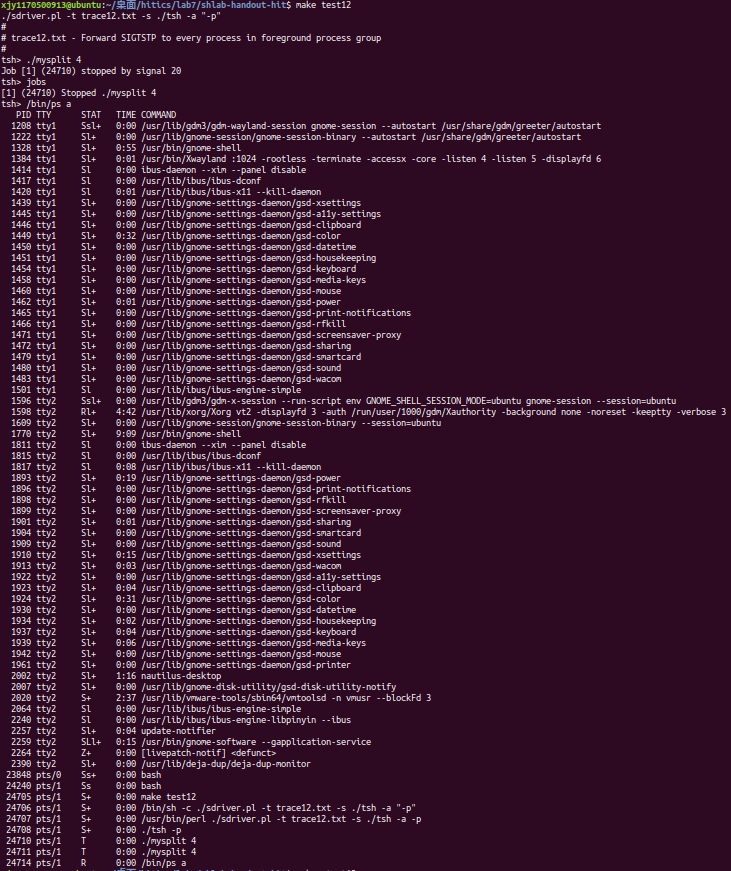 xjy1170500913@ubuntu:~/桌面/hitics/lab7/shlab-handout-hit$ make test12
./sdriver.pl -t trace12.txt -s ./tsh -a "-p"
#
# trace12.txt - Forward SIGTSTP to every process in foreground process group
#
tsh> ./mysplit 4
Job [1] (24710) stopped by signal 20
tsh> jobs
[1] (24710) Stopped ./mysplit 4
tsh> /bin/ps a
PID TTY STAT TIME COMMAND
1208 tty1 Ssl+ 0:00 /usr/lib/gdm3/gdm-wayland-session gnome-session --autostart /usr/share/gdm/greeter/autostart
1222 tty1 Sl+ 0:00 /usr/lib/gnome-session/gnome-session-binary --autostart /usr/share/gdm/greeter/autostart
1328 tty1 Sl+ 0:55 /usr/bin/gnome-shell
1384 tty1 Sl+ 0:01 /usr/bin/Xwayland :1024 -rootless -terminate -accessx -core -listen 4 -listen 5 -displayfd 6
1414 tty1 Sl 0:00 ibus-daemon --xim --panel disable
1417 tty1 Sl 0:00 /usr/lib/ibus/ibus-dconf
1420 tty1 Sl 0:01 /usr/lib/ibus/ibus-x11 --kill-daemon
1439 tty1 Sl+ 0:00 /usr/lib/gnome-settings-daemon/gsd-xsettings
1445 tty1 Sl+ 0:00 /usr/lib/gnome-settings-daemon/gsd-a11y-settings
1446 tty1 Sl+ 0:00 /usr/lib/gnome-settings-daemon/gsd-clipboard
1449 tty1 Sl+ 0:32 /usr/lib/gnome-settings-daemon/gsd-color
1450 tty1 Sl+ 0:00 /usr/lib/gnome-settings-daemon/gsd-datetime
1451 tty1 Sl+ 0:00 /usr/lib/gnome-settings-daemon/gsd-housekeeping
1454 tty1 Sl+ 0:00 /usr/lib/gnome-settings-daemon/gsd-keyboard
1458 tty1 Sl+ 0:00 /usr/lib/gnome-settings-daemon/gsd-media-keys
1460 tty1 Sl+ 0:00 /usr/lib/gnome-settings-daemon/gsd-mouse
1462 tty1 Sl+ 0:01 /usr/lib/gnome-settings-daemon/gsd-power
1465 tty1 Sl+ 0:00 /usr/lib/gnome-settings-daemon/gsd-print-notifications
1466 tty1 Sl+ 0:00 /usr/lib/gnome-settings-daemon/gsd-rfkill
1471 tty1 Sl+ 0:00 /usr/lib/gnome-settings-daemon/gsd-screensaver-proxy
1472 tty1 Sl+ 0:00 /usr/lib/gnome-settings-daemon/gsd-sharing
1479 tty1 Sl+ 0:00 /usr/lib/gnome-settings-daemon/gsd-smartcard
1480 tty1 Sl+ 0:00 /usr/lib/gnome-settings-daemon/gsd-sound
1483 tty1 Sl+ 0:00 /usr/lib/gnome-settings-daemon/gsd-wacom
1501 tty1 Sl 0:00 /usr/lib/ibus/ibus-engine-simple
1596 tty2 Ssl+ 0:00 /usr/lib/gdm3/gdm-x-session --run-script env GNOME_SHELL_SESSION_MODE=ubuntu gnome-session --session=ubuntu
1598 tty2 Rl+ 4:42 /usr/lib/xorg/Xorg vt2 -displayfd 3 -auth /run/user/1000/gdm/Xauthority -background none -noreset -keeptty -verbose 3
1609 tty2 Sl+ 0:00 /usr/lib/gnome-session/gnome-session-binary --session=ubuntu
1770 tty2 Sl+ 9:09 /usr/bin/gnome-shell
1811 tty2 Sl 0:00 ibus-daemon --xim --panel disable
1815 tty2 Sl 0:00 /usr/lib/ibus/ibus-dconf
1817 tty2 Sl 0:08 /usr/lib/ibus/ibus-x11 --kill-daemon
1893 tty2 Sl+ 0:19 /usr/lib/gnome-settings-daemon/gsd-power
1896 tty2 Sl+ 0:00 /usr/lib/gnome-settings-daemon/gsd-print-notifications
1898 tty2 Sl+ 0:00 /usr/lib/gnome-settings-daemon/gsd-rfkill
1899 tty2 Sl+ 0:00 /usr/lib/gnome-settings-daemon/gsd-screensaver-proxy
1901 tty2 Sl+ 0:01 /usr/lib/gnome-settings-daemon/gsd-sharing
1904 tty2 Sl+ 0:00 /usr/lib/gnome-settings-daemon/gsd-smartcard
1909 tty2 Sl+ 0:00 /usr/lib/gnome-settings-daemon/gsd-sound
1910 tty2 Sl+ 0:15 /usr/lib/gnome-settings-daemon/gsd-xsettings
1913 tty2 Sl+ 0:03 /usr/lib/gnome-settings-daemon/gsd-wacom
1922 tty2 Sl+ 0:00 /usr/lib/gnome-settings-daemon/gsd-a11y-settings
1923 tty2 Sl+ 0:04 /usr/lib/gnome-settings-daemon/gsd-clipboard
1924 tty2 Sl+ 0:31 /usr/lib/gnome-settings-daemon/gsd-color
1930 tty2 Sl+ 0:00 /usr/lib/gnome-settings-daemon/gsd-datetime
1934 tty2 Sl+ 0:02 /usr/lib/gnome-settings-daemon/gsd-housekeeping
1937 tty2 Sl+ 0:04 /usr/lib/gnome-settings-daemon/gsd-keyboard
1939 tty2 Sl+ 0:06 /usr/lib/gnome-settings-daemon/gsd-media-keys
1942 tty2 Sl+ 0:00 /usr/lib/gnome-settings-daemon/gsd-mouse
1961 tty2 Sl+ 0:00 /usr/lib/gnome-settings-daemon/gsd-printer
2002 tty2 Sl+ 1:16 nautilus-desktop
2007 tty2 Sl+ 0:00 /usr/lib/gnome-disk-utility/gsd-disk-utility-notify
2020 tty2 S+ 2:37 /usr/lib/vmware-tools/sbin64/vmtoolsd -n vmusr --blockFd 3
2064 tty2 Sl 0:00 /usr/lib/ibus/ibus-engine-simple
2240 tty2 Sl 0:00 /usr/lib/ibus/ibus-engine-libpinyin --ibus
2257 tty2 Sl+ 0:04 update-notifier
2259 tty2 SLl+ 0:15 /usr/bin/gnome-software --gapplication-service
2264 tty2 Z+ 0:00 [livepatch-notif] <defunct>
2390 tty2 Sl+ 0:00 /usr/lib/deja-dup/deja-dup-monitor
23848 pts/0 Ss+ 0:00 bash
24240 pts/1 Ss 0:00 bash
24705 pts/1 S+ 0:00 make test12
24706 pts/1 S+ 0:00 /bin/sh -c ./sdriver.pl -t trace12.txt -s ./tsh -a "-p"
24707 pts/1 S+ 0:00 /usr/bin/perl ./sdriver.pl -t trace12.txt -s ./tsh -a -p
24708 pts/1 S+ 0:00 ./tsh -p
24710 pts/1 T 0:00 ./mysplit 4
24711 pts/1 T 0:00 ./mysplit 4
24714 pts/1 R 0:00 /bin/ps a